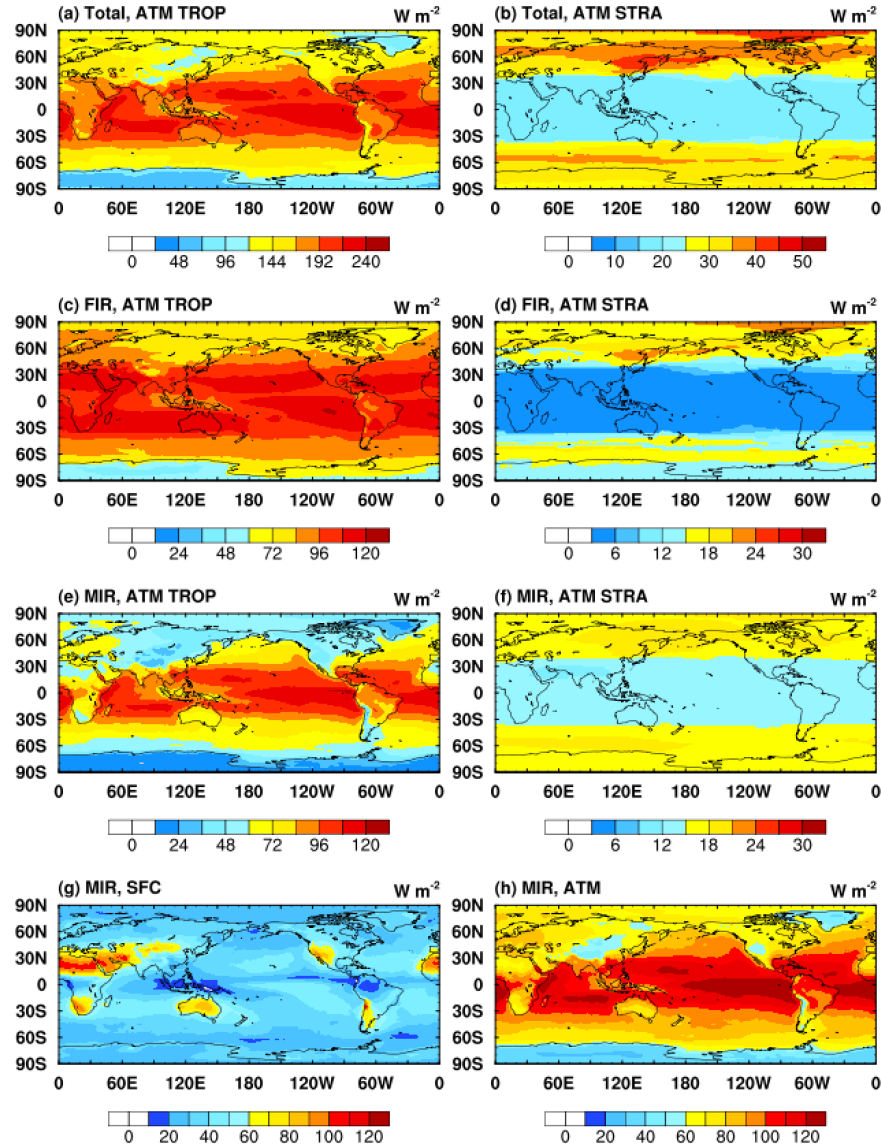 (a) Total, ATM TROP W m-2
90N
60N
30N
0
30S
60S
90S
0 60E 120E 180 120W 60W 0
0 48 96 144 192 240
(b) Total, ATM STRA W m-2
90N
60N
30N
0
30S
60S
90S
0 60E 120E 180 120W 60W 0
0 10 20 30 40 50
(c) FIR, ATM TROP W m-2
90N
60N
30N
0
30S
60S
90S
0 60E 120E 180 120W 60W 0
0 24 48 72 96 120
(d) FIR, ATM STRA W m-2
90N
60N
30N
0
30S
60S
90S
0 60E 120E 180 120W 60W 0
0 6 12 18 24 30
(e) MIR, ATM TROP W m-2
90N
60N
30N
0
30S
60S
90S
0 60E 120E 180 120W 60W 0
0 24 48 72 96 120
(f) MIR, ATM STRA W m-2
90N
60N
30N
0
30S
60S
90S
0 60E 120E 180 120W 60W 0
0 6 12 18 24 30
(g) MIR, SFC W m-2
90N
60N
30N
0
30S
60S
90S
0 60E 120E 180 120W 60W 0
0 20 40 60 80 100 120
(h) MIR, ATM W m-2
90N
60N
30N
0
30S
60S
90S
0 60E 120E 180 120W 60W 0
0 20 40 60 80 100 120